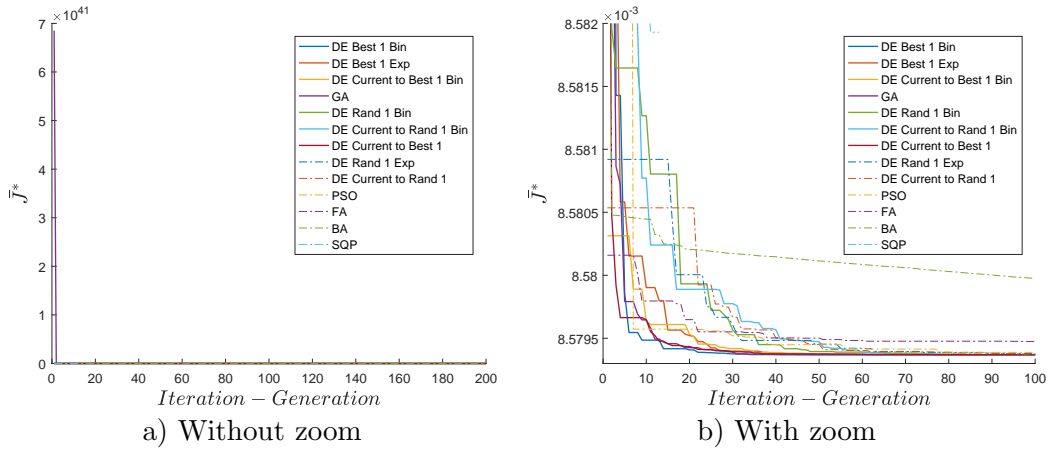 ×10^41
7
6
5
4
3
2
1
0
J̄*
0 20 40 60 80 100 120 140 160 180 200
Iteration − Generation
DE Best 1 Bin
DE Best 1 Exp
DE Current to Best 1 Bin
GA
DE Rand 1 Bin
DE Current to Rand 1 Bin
DE Current to Best 1
DE Rand 1 Exp
DE Current to Rand 1
PSO
FA
BA
SQP
a) Without zoom
×10^-3
8.582
8.5815
8.581
8.5805
8.58
8.5795
J̄*
0 10 20 30 40 50 60 70 80 90 100
Iteration − Generation
DE Best 1 Bin
DE Best 1 Exp
DE Current to Best 1 Bin
GA
DE Rand 1 Bin
DE Current to Rand 1 Bin
DE Current to Best 1
DE Rand 1 Exp
DE Current to Rand 1
PSO
FA
BA
SQP
b) With zoom